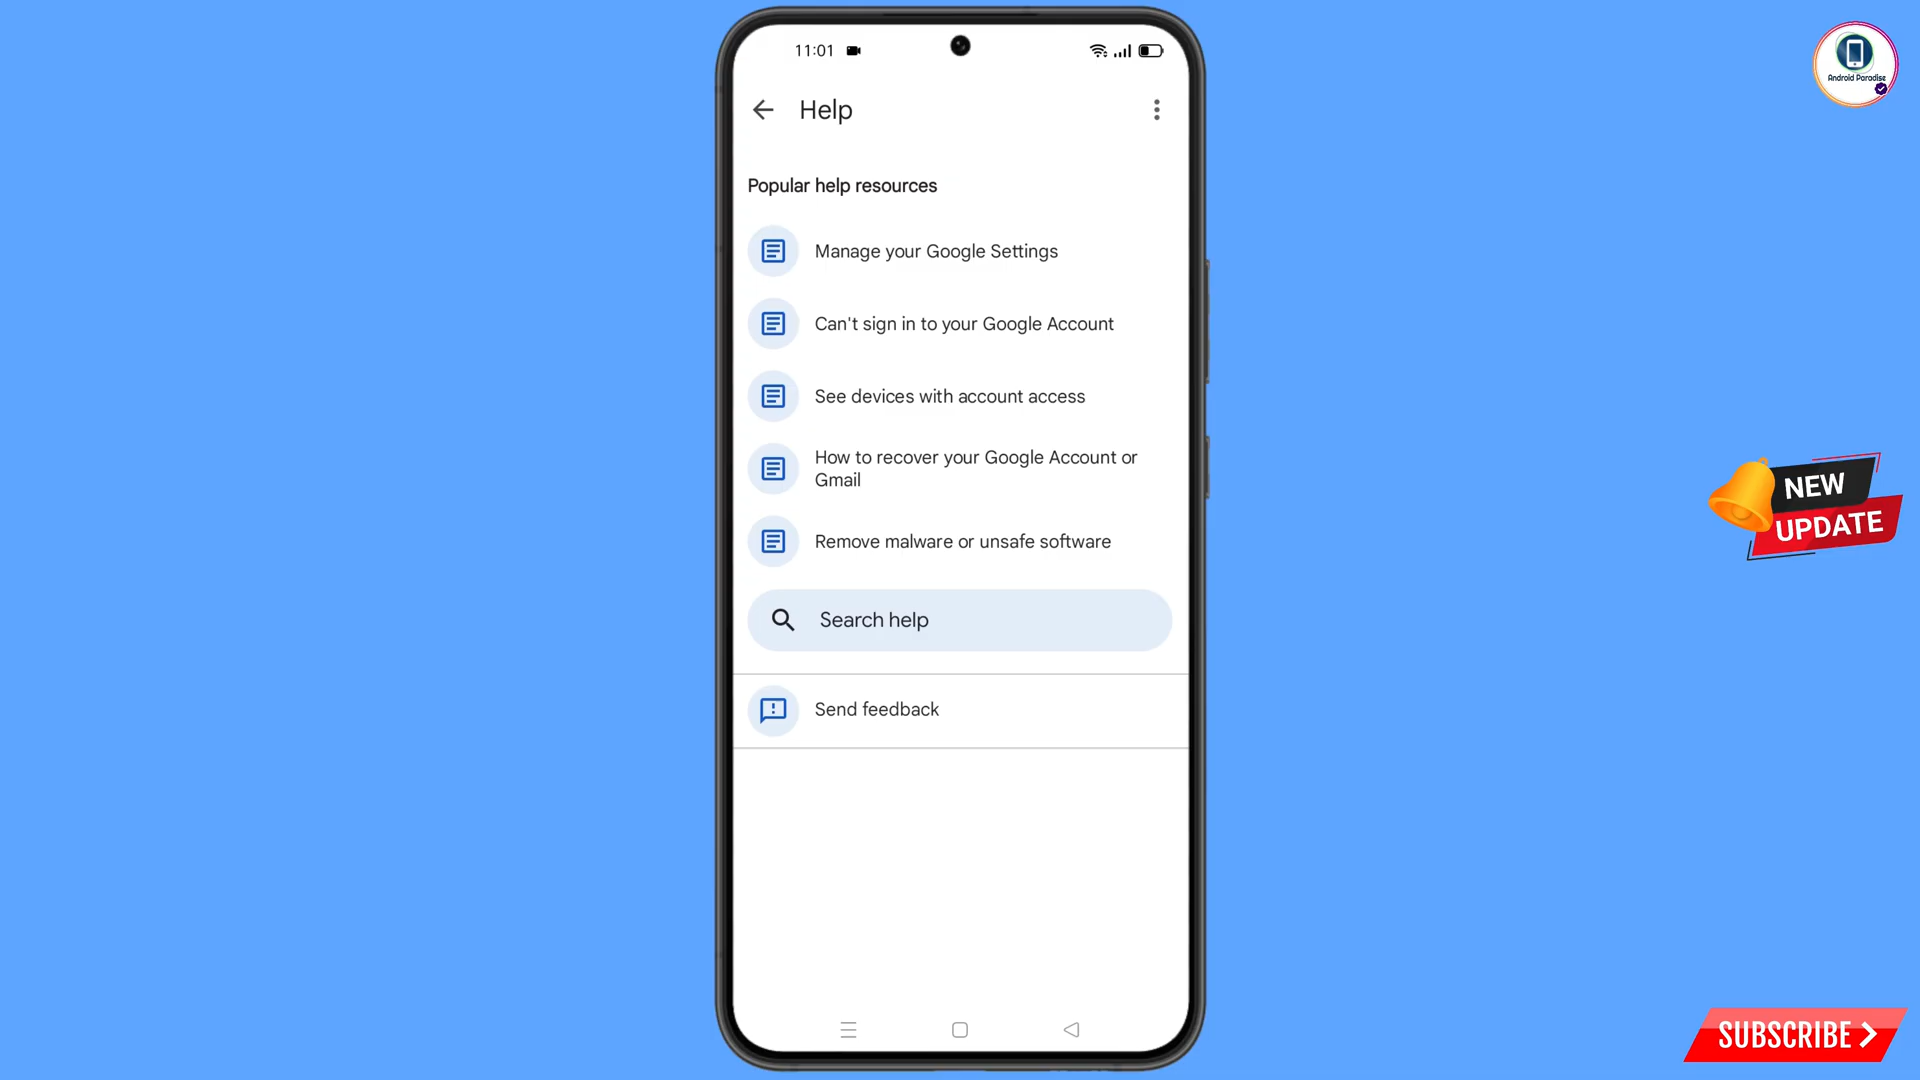 11:01
Android Paradise
Help
Popular help resources
Manage your Google Settings
Can't sign in to your Google Account
See devices with account access
How to recover your Google Account or
Gmail
Remove malware or unsafe software
NEW
UPDATE
Search help
Send feedback
SUBSCRIBE